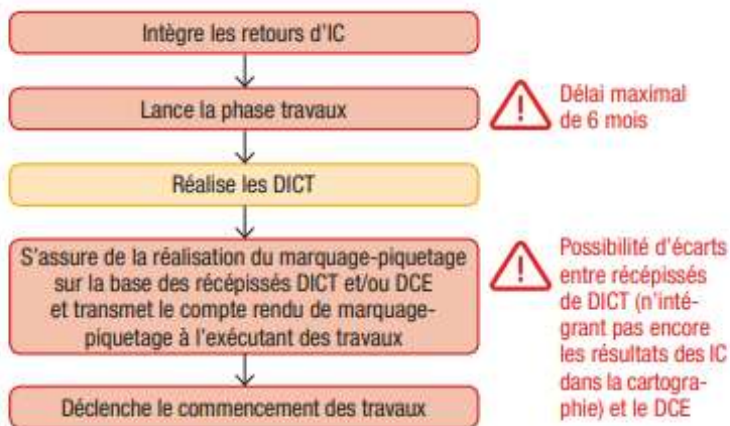 Intègre les retours d'IC
Lance la phase travaux
Délai maximal
de 6 mois
Réalise les DICT
S'assure de la réalisation du marquage-piquetage
sur la base des récépissés DICT et/ou DCE
et transmet le compte rendu de marquage-
piquetage à l'exécutant des travaux
Possibilité d'écarts
entre récépissés
de DICT (n'inté-
grant pas encore
les résultats des IC
dans la cartogra-
phie) et le DCE
Déclenche le commencement des travaux